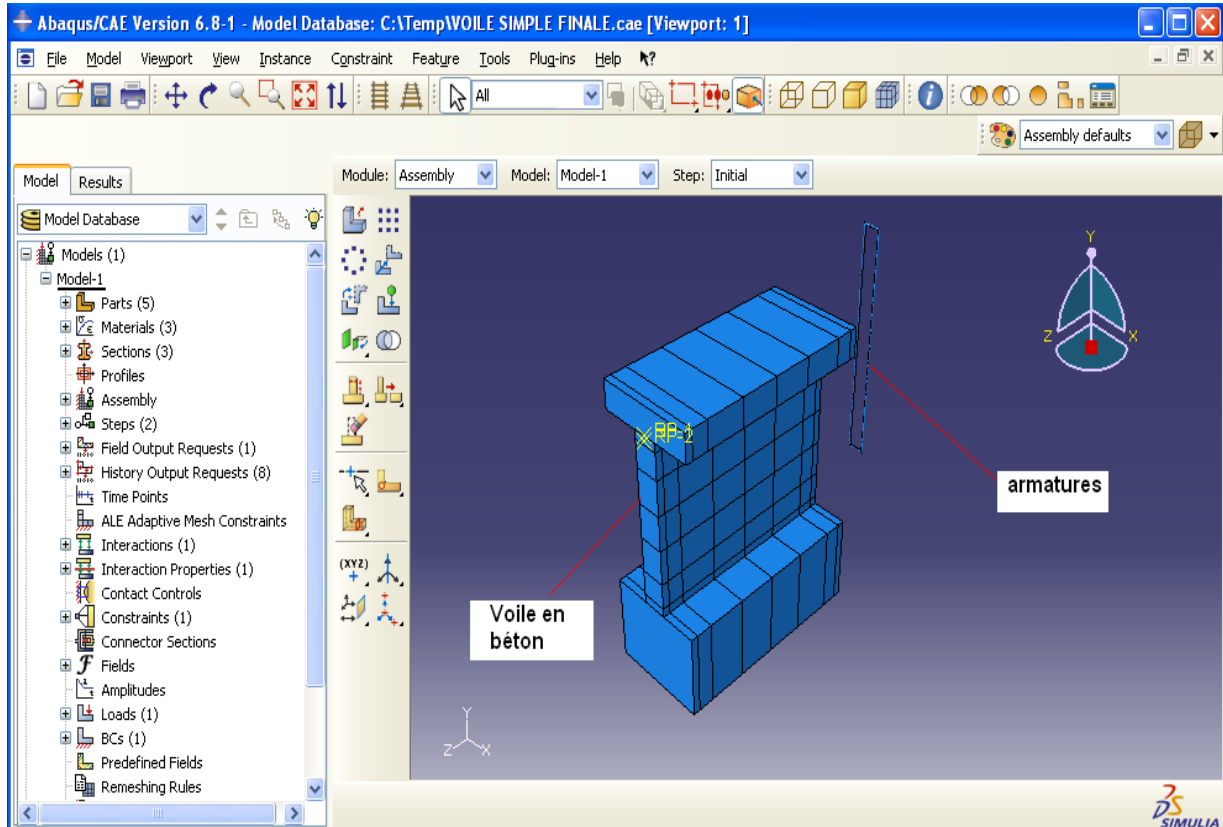 Abaqus/CAE Version 6.8-1 - Model Database: C:\Temp\VOILE SIMPLE FINALE.cae [Viewport: 1]
File Model Viewport View Instance Constraint Feature Tools Plug-ins Help
All
Assembly defaults
Model Results
Module: Assembly Model: Model-1 Step: Initial
Model Database
Models (1)
Model-1
Parts (5)
Materials (3)
Sections (3)
Profiles
Assembly
Steps (2)
Field Output Requests (1)
History Output Requests (8)
Time Points
ALE Adaptive Mesh Constraints
Interactions (1)
Interaction Properties (1)
Contact Controls
Constraints (1)
Connector Sections
Fields
Amplitudes
Loads (1)
BCs (1)
Predefined Fields
Remeshing Rules
(XYZ)
Y
Z
X
RP-2
armatures
Voile en
béton
Y
Z
X
SIMULIA